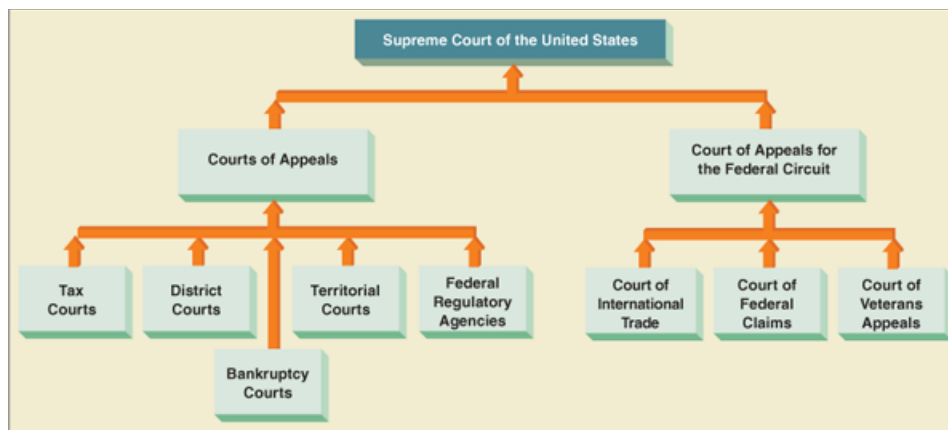 Supreme Court of the United States
Courts of Appeals
Court of Appeals for
the Federal Circuit
Tax
Courts
District
Courts
Territorial
Courts
Federal
Regulatory
Agencies
Court of
International
Trade
Court of
Federal
Claims
Court of
Veterans
Appeals
Bankruptcy
Courts